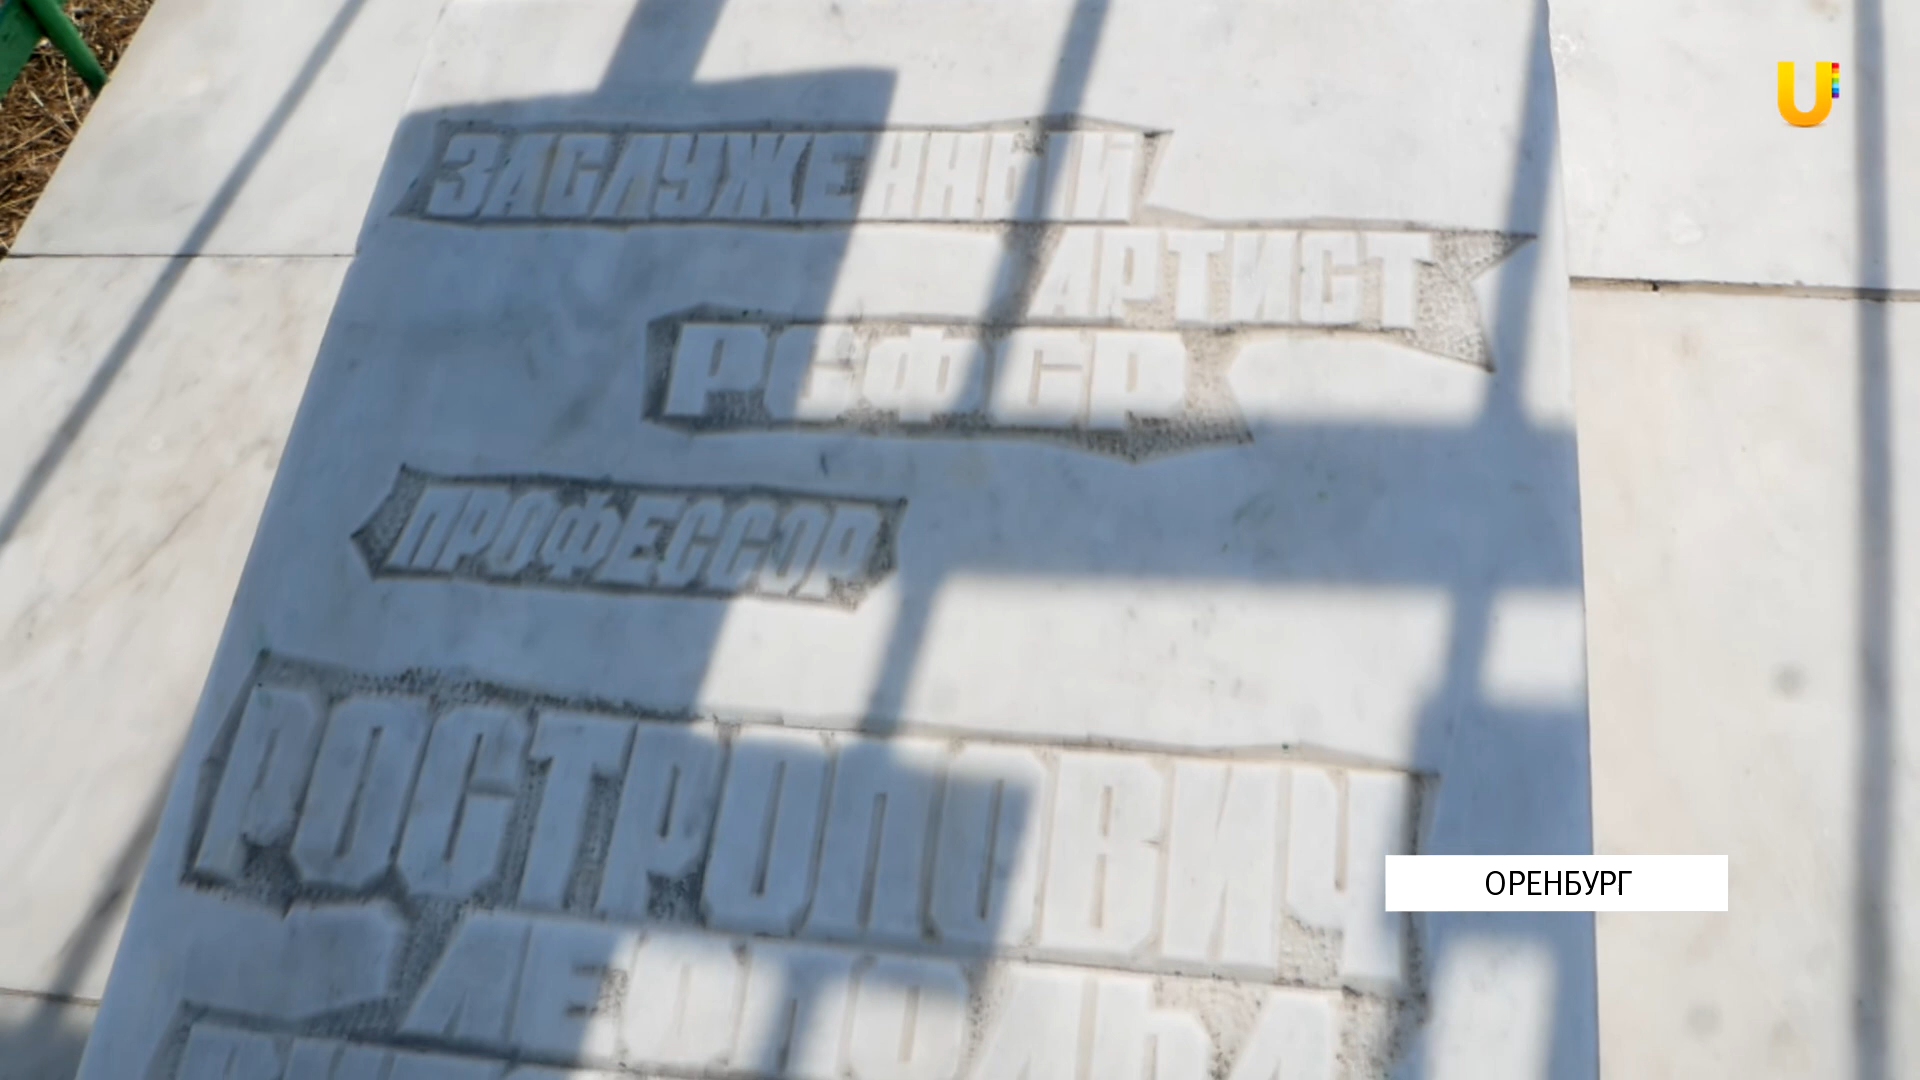 U
ЗАСЛУЖЕННЫЙ
АРТИСТ
РСФСР
ПРОФЕССОР
РОСТРОПОВИЧ
ЛЕОПОЛЬД
ОРЕНБУРГ